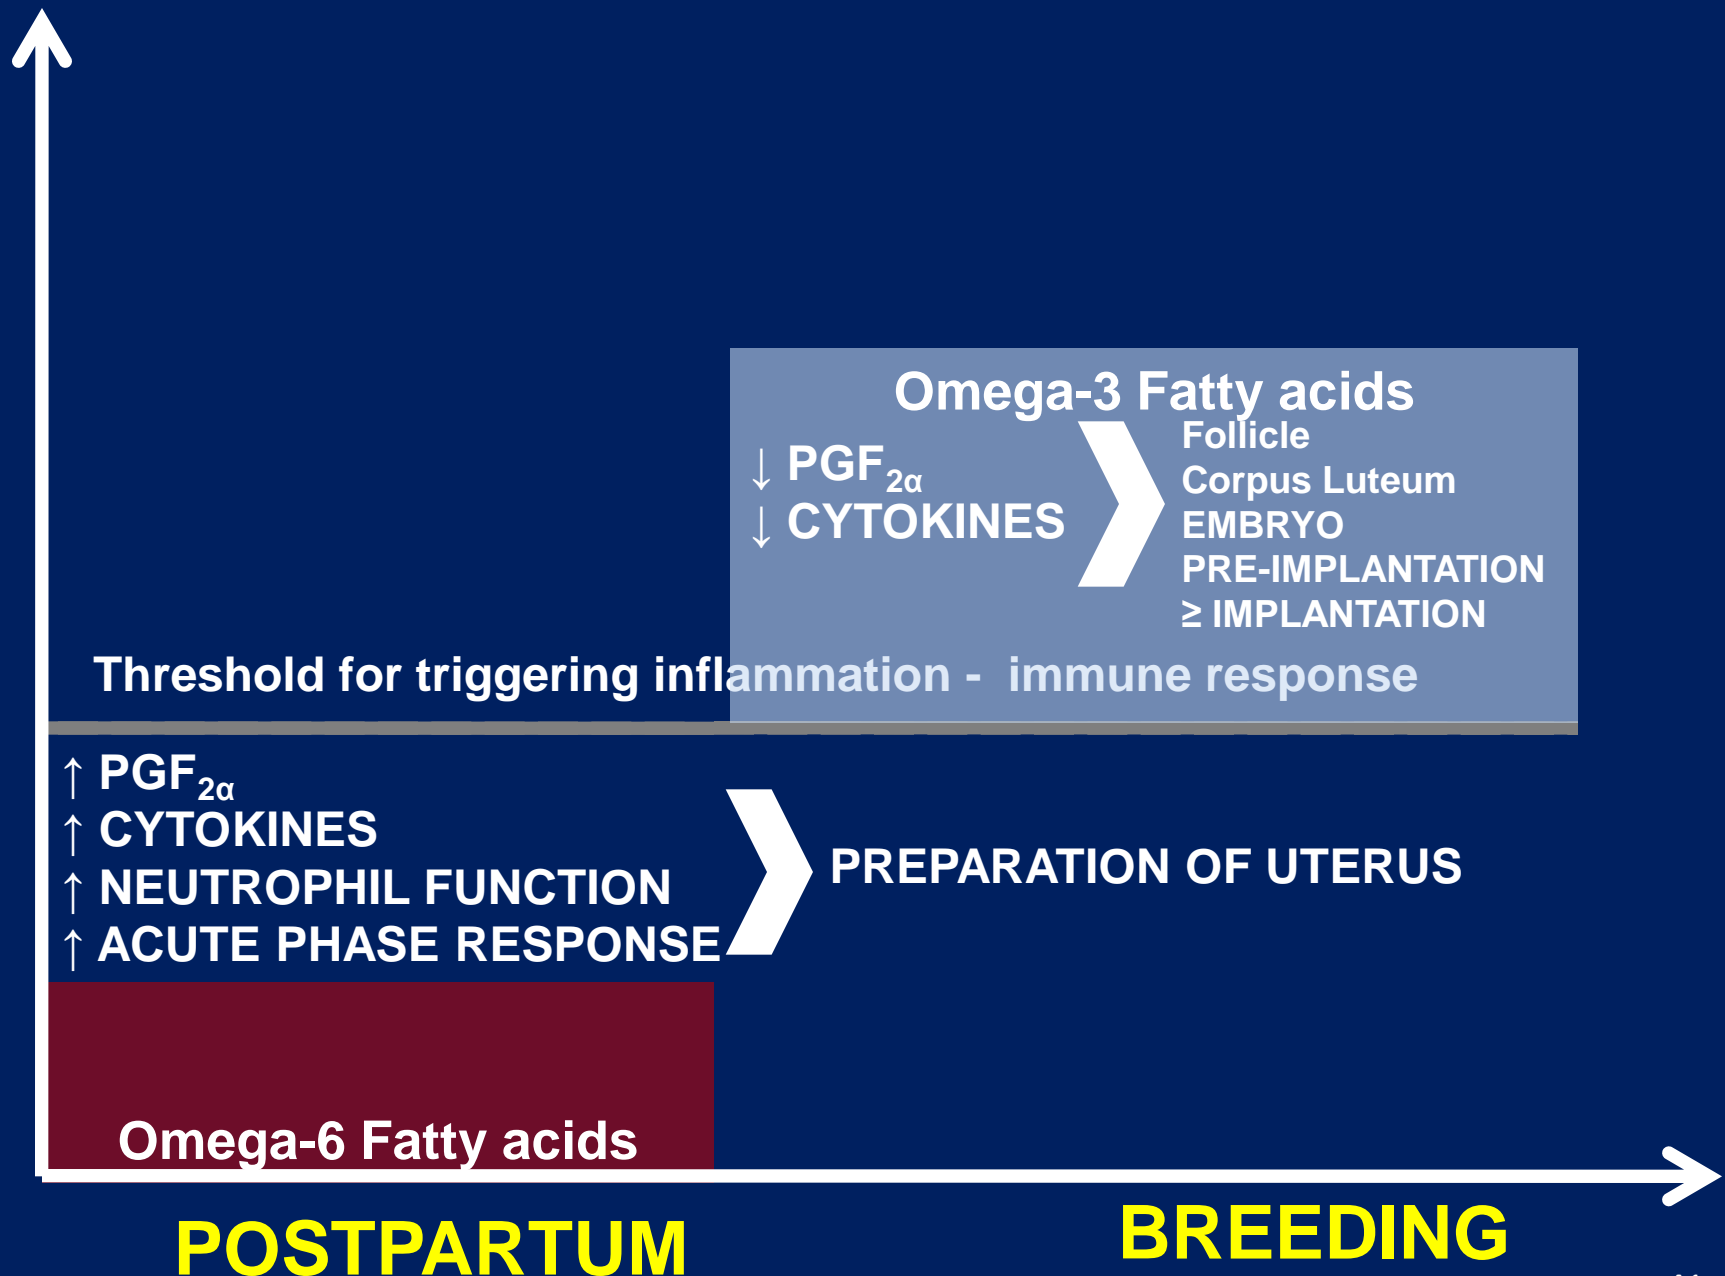 Omega-3 Fatty acids
↓ PGF2α
↓ CYTOKINES
Follicle
Corpus Luteum
EMBRYO
PRE-IMPLANTATION
≥ IMPLANTATION
Threshold for triggering inflammation - immune response
↑ PGF2α
↑ CYTOKINES
↑ NEUTROPHIL FUNCTION
↑ ACUTE PHASE RESPONSE
PREPARATION OF UTERUS
Omega-6 Fatty acids
POSTPARTUM
BREEDING